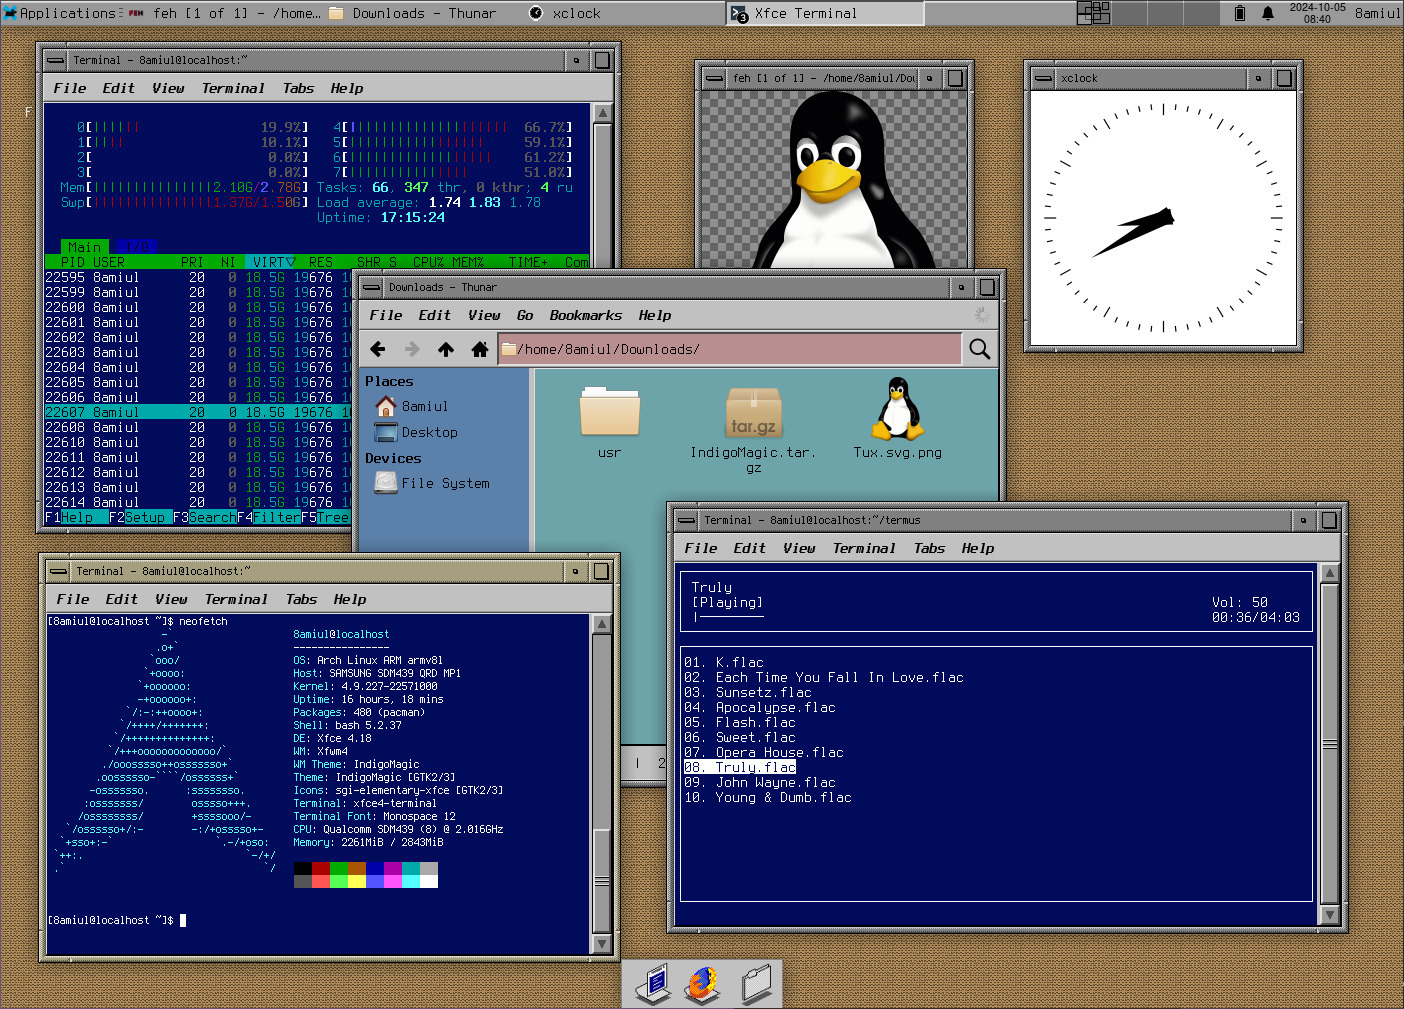 Applications
feh [1 of 1] - /home...
Downloads - Thunar
xclock
3
Xfce Terminal
2024-10-05
08:40
8amiul
Terminal - 8amiul@localhost:~
File Edit View Terminal Tabs Help
F
0[|||||| 19.9%] 4[|||||||||||||||||||| 66.7%]
1[|||| 10.1%] 5[||||||||||||||||| 59.1%]
2[ 0.0%] 6[|||||||||||||||||| 61.2%]
3[ 0.0%] 7[||||||||||||||| 51.0%]
Mem[|||||||||||||||2.10G/2.78G] Tasks: 66, 347 thr, 0 kthr; 4 ru
Swp[|||||||||||||||1.37G/1.50G] Load average: 1.74 1.83 1.78
Uptime: 17:15:24
Main I/O
PID USER PRI NI VIRT▽ RES SHR S CPU% MEM% TIME+ Com
22595 8amiul 20 0 18.5G 19676
22599 8amiul 20 0 18.5G 19676
22600 8amiul 20 0 18.5G 19676
22601 8amiul 20 0 18.5G 19676
22602 8amiul 20 0 18.5G 19676
22603 8amiul 20 0 18.5G 19676
22604 8amiul 20 0 18.5G 19676
22605 8amiul 20 0 18.5G 19676
22606 8amiul 20 0 18.5G 19676
22607 8amiul 20 0 18.5G 19676
22608 8amiul 20 0 18.5G 19676
22610 8amiul 20 0 18.5G 19676
22611 8amiul 20 0 18.5G 19676
22612 8amiul 20 0 18.5G 19676
22613 8amiul 20 0 18.5G 19676
22614 8amiul 20 0 18.5G 19676
F1Help F2Setup F3SearchF4FilterF5Tree
feh [1 of 1] - /home/8amiul/Dou
xclock
Downloads - Thunar
File Edit View Go Bookmarks Help
/home/8amiul/Downloads/
Places
8amiul
Desktop
Devices
File System
tar.gz
usr
IndigoMagic.tar.
gz
Tux.svg.png
| 2
Terminal - 8amiul@localhost:~
File Edit View Terminal Tabs Help
[8amiul@localhost ~]$ neofetch
8amiul@localhost
----------------
OS: Arch Linux ARM armv8l
Host: SAMSUNG SDM439 QRD MP1
Kernel: 4.9.227-22571000
Uptime: 16 hours, 18 mins
Packages: 480 (pacman)
Shell: bash 5.2.37
DE: Xfce 4.18
WM: Xfwm4
WM Theme: IndigoMagic
Theme: IndigoMagic [GTK2/3]
Icons: sgi-elementary-xfce [GTK2/3]
Terminal: xfce4-terminal
Terminal Font: Monospace 12
CPU: Qualcomm SDM439 (8) @ 2.016GHz
Memory: 2261MiB / 2843MiB
[8amiul@localhost ~]$
Terminal - 8amiul@localhost:~/termus
File Edit View Terminal Tabs Help
Truly
[Playing]
Vol: 50
00:36/04:03
01. K.flac
02. Each Time You Fall In Love.flac
03. Sunsetz.flac
04. Apocalypse.flac
05. Flash.flac
06. Sweet.flac
07. Opera House.flac
08. Truly.flac
09. John Wayne.flac
10. Young & Dumb.flac